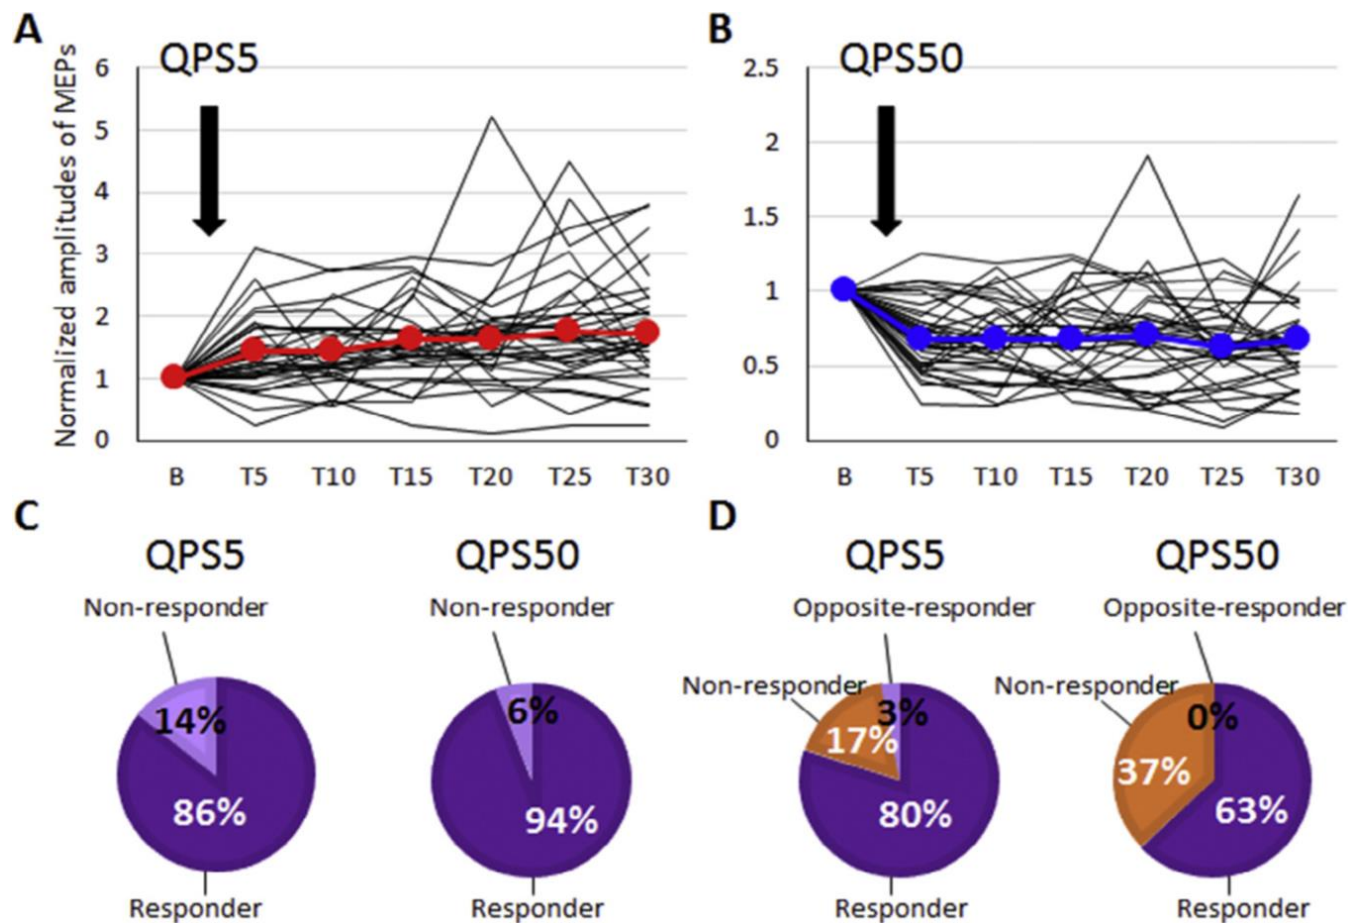 A
QPS5
Normalized amplitudes of MEPs
6
5
4
3
2
1
0
B T5 T10 T15 T20 T25 T30
B
QPS50
2.5
2
1.5
1
0.5
0
B T5 T10 T15 T20 T25 T30
C
QPS5
Non-responder
14%
86%
Responder
QPS50
Non-responder
6%
94%
Responder
D
QPS5
Opposite-responder
Non-responder
3%
17%
80%
Responder
QPS50
Opposite-responder
Non-responder
0%
37%
63%
Responder